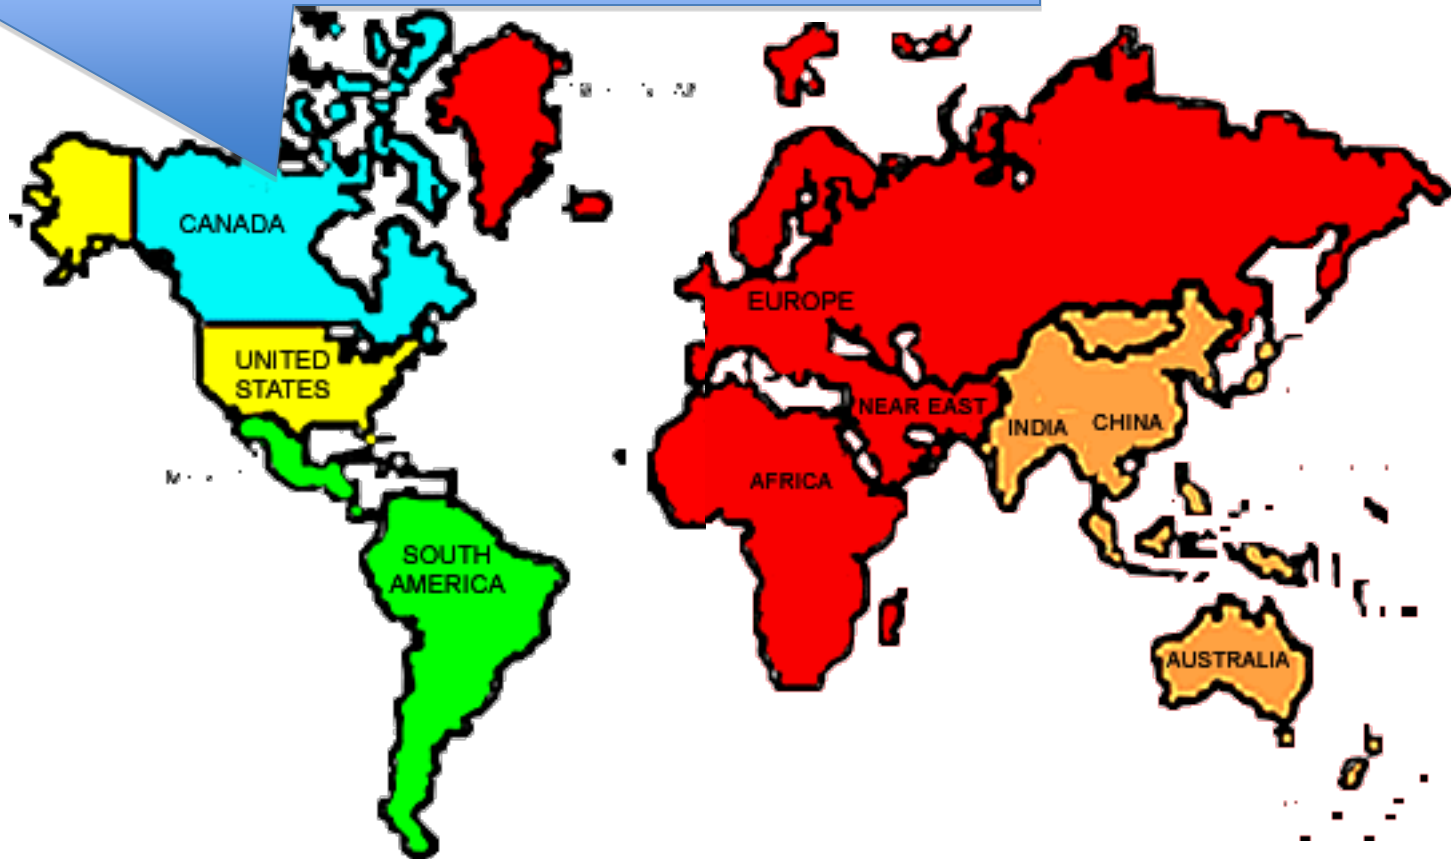 CANADA
EUROPE
UNITED
STATES
NEAR EAST
INDIA
CHINA
AFRICA
SOUTH
AMERICA
AUSTRALIA